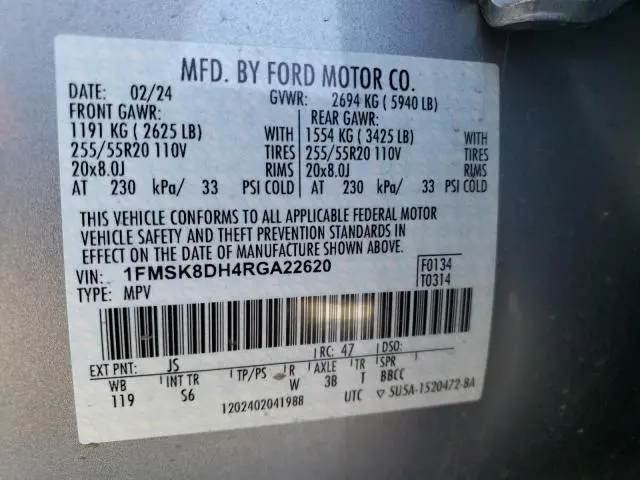 MFD. BY FORD MOTOR CO.
DATE: 02/24 GVWR: 2694 KG ( 5940 LB)
FRONT GAWR: REAR GAWR:
1191 KG ( 2625 LB) WITH 1554 KG ( 3425 LB) WITH
255/55R20 110V TIRES 255/55R20 110V TIRES
20x8.0J RIMS 20x8.0J RIMS
AT 230 kPa/ 33 PSI COLD AT 230 kPa/ 33 PSI COLD
THIS VEHICLE CONFORMS TO ALL APPLICABLE FEDERAL MOTOR
VEHICLE SAFETY AND THEFT PREVENTION STANDARDS IN
EFFECT ON THE DATE OF MANUFACTURE SHOWN ABOVE.
VIN: 1FMSK8DH4RGA22620 F0134
TYPE: MPV T0314
EXT PNT: JS RC: 47 DSO:
WB INT TR TP/PS R AXLE TR SPR
119 S6 W 3B T BBCC
1202402041988 UTC SU5A-1520472-BA